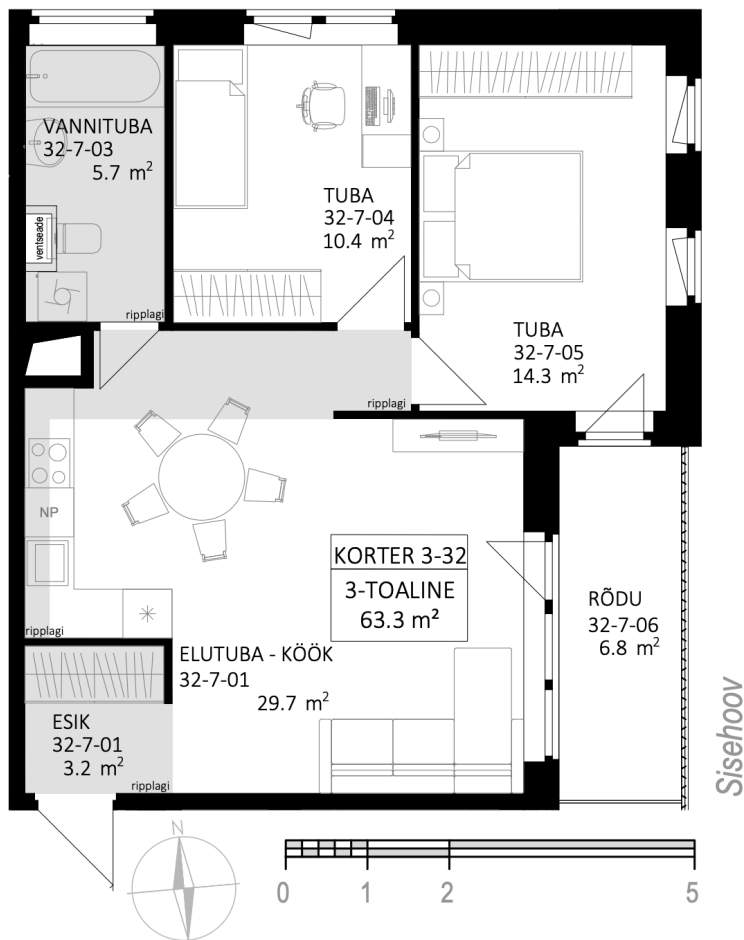 VANNITUBA
32-7-03
5.7 m²
ventseade
ripplagi
TUBA
32-7-04
10.4 m²
TUBA
32-7-05
14.3 m²
ripplagi
NP
ripplagi
KORTER 3-32
3-TOALINE
63.3 m²
ELUTUBA - KÖÖK
32-7-01
29.7 m²
RÕDU
32-7-06
6.8 m²
Sisehoov
ESIK
32-7-01
3.2 m²
ripplagi
N
0 1 2 5